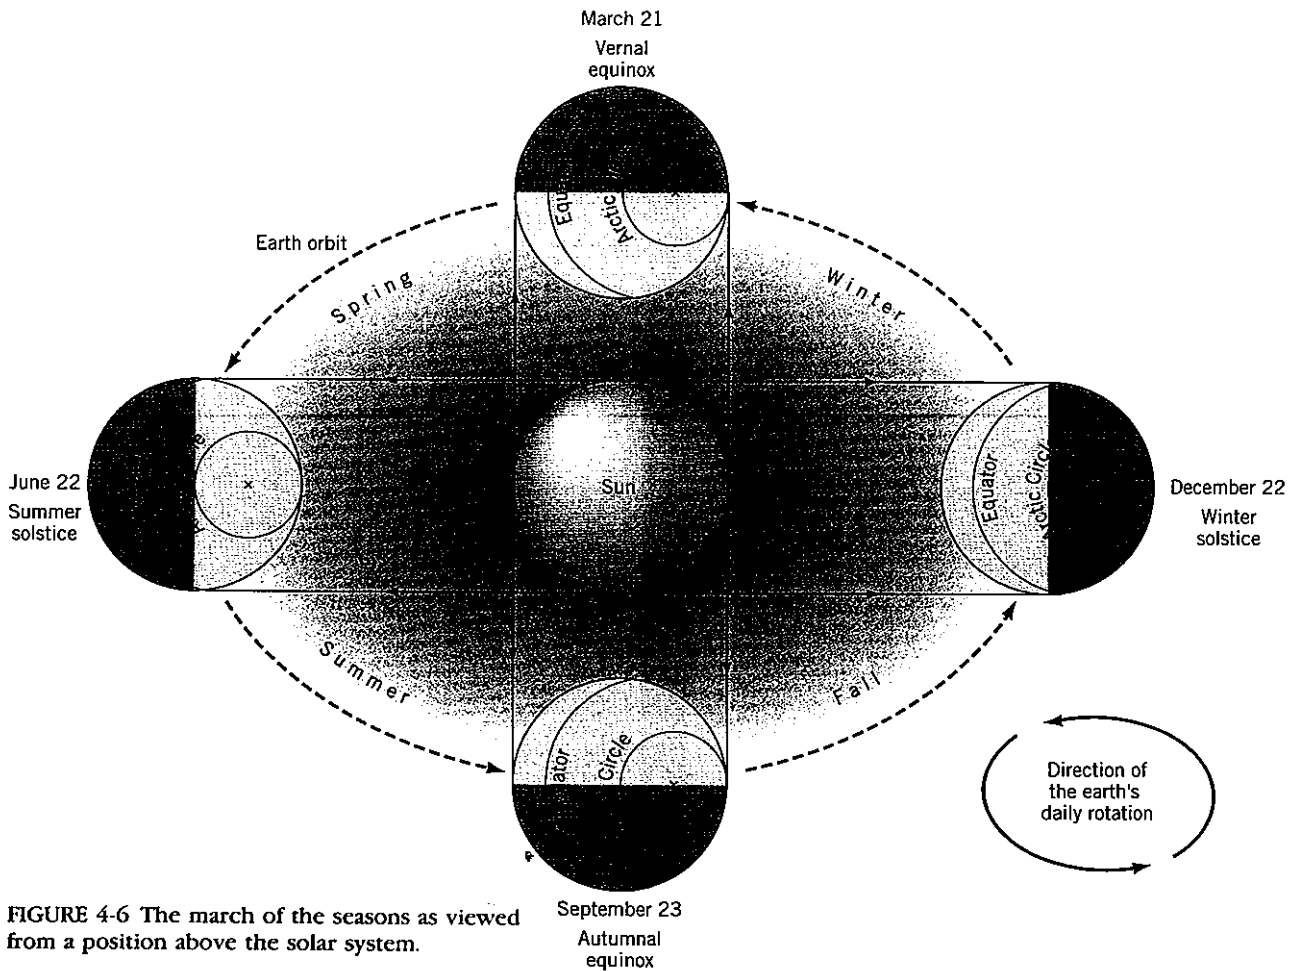 March 21
Vernal
equinox
Equ
Arctic
Earth orbit
Spring
Winter
June 22
Summer
solstice
Sun
Equator
December 22
Winter
solstice
Summer
Fall
ator
Circle
Direction of
the earth's
daily rotation
September 23
Autumnal
equinox
FIGURE 4-6 The march of the seasons as viewed
from a position above the solar system.